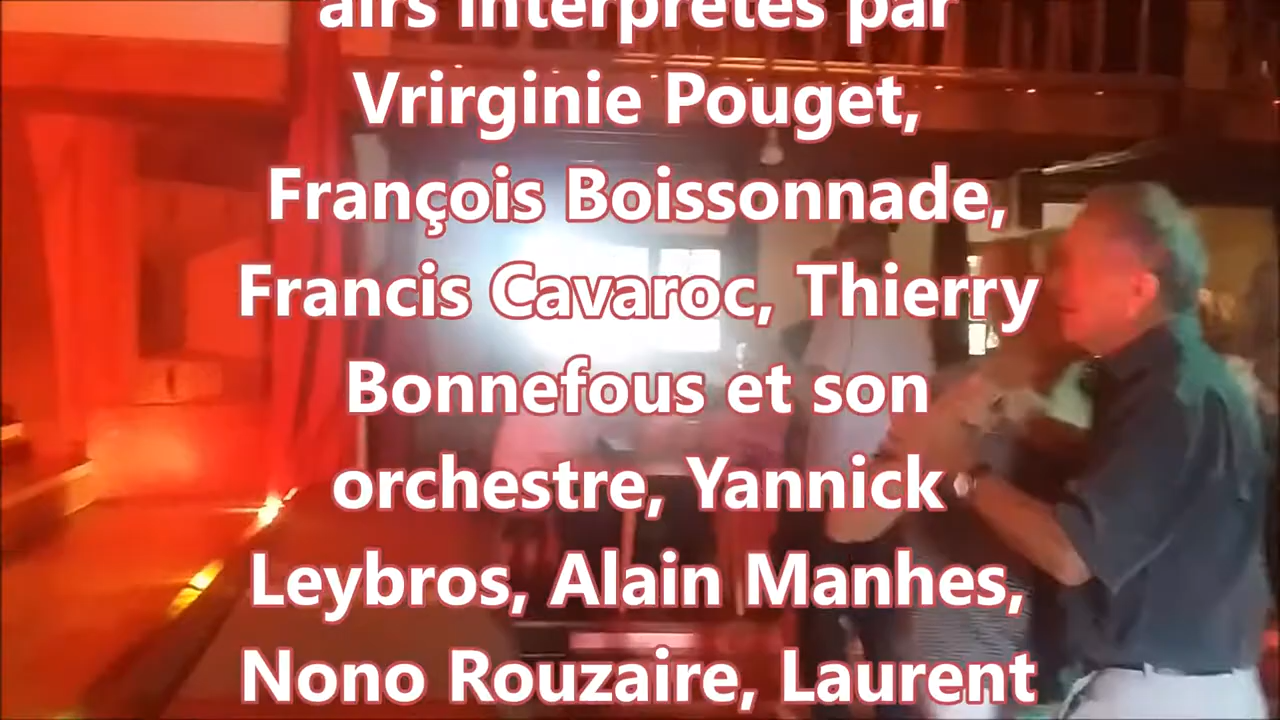 airs interprétés par
Vrirginie Pouget,
François Boissonnade,
Francis Cavaroc, Thierry
Bonnefous et son
orchestre, Yannick
Leybros, Alain Manhes,
Nono Rouzaire, Laurent